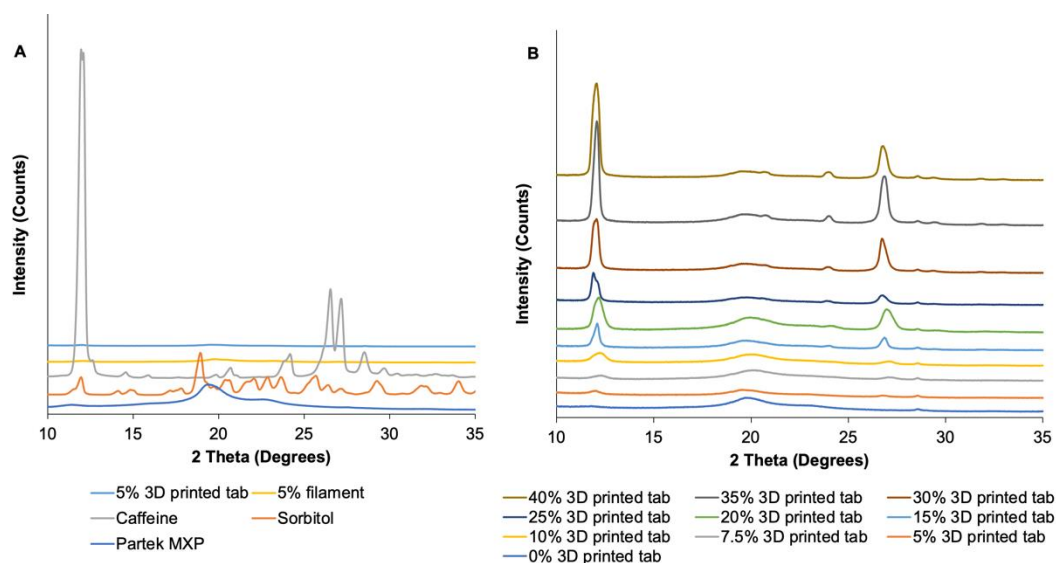 A
Intensity (Counts)
10 15 20 25 30 35
2 Theta (Degrees)
5% 3D printed tab 5% filament
Caffeine Sorbitol
Partek MXP
B
Intensity (Counts)
10 15 20 25 30 35
2 Theta (Degrees)
40% 3D printed tab 35% 3D printed tab 30% 3D printed tab
25% 3D printed tab 20% 3D printed tab 15% 3D printed tab
10% 3D printed tab 7.5% 3D printed tab 5% 3D printed tab
0% 3D printed tab